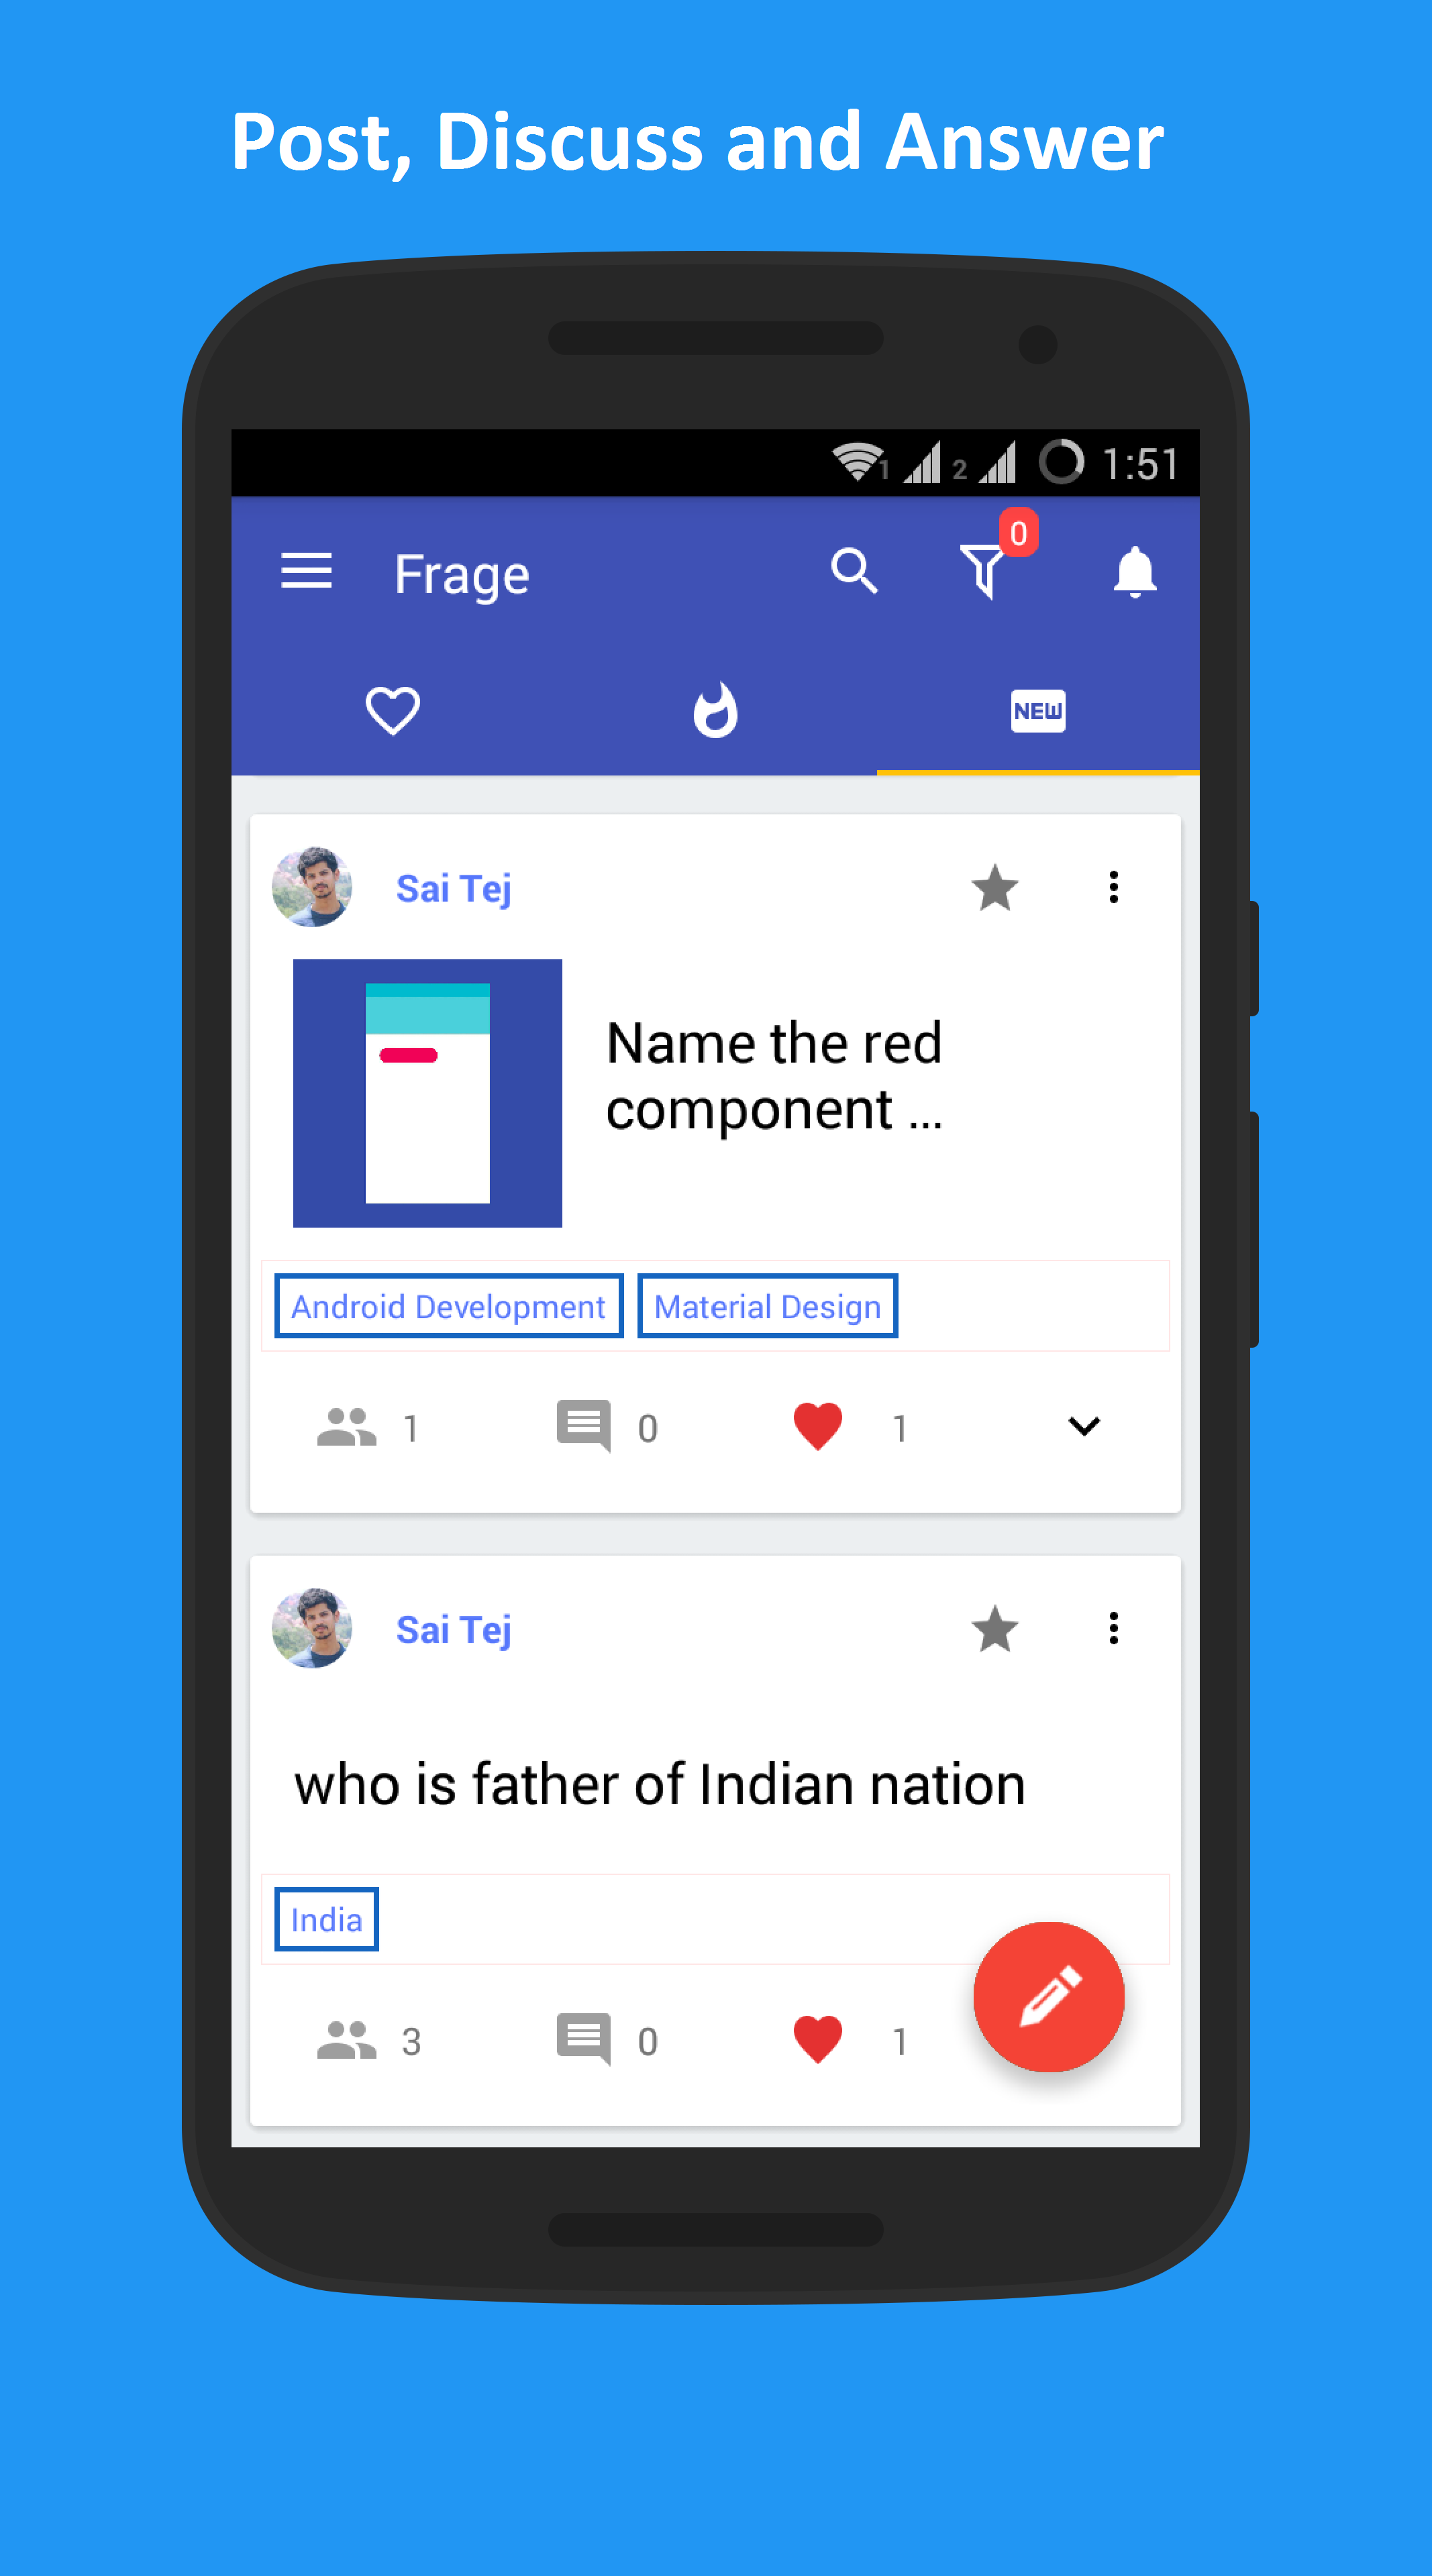 Post, Discuss and Answer
1 2 1:51
Frage
0
NEW
Sai Tej
Name the red
component ...
Android Development Material Design
1 0 1
Sai Tej
who is father of Indian nation
India
3 0 1